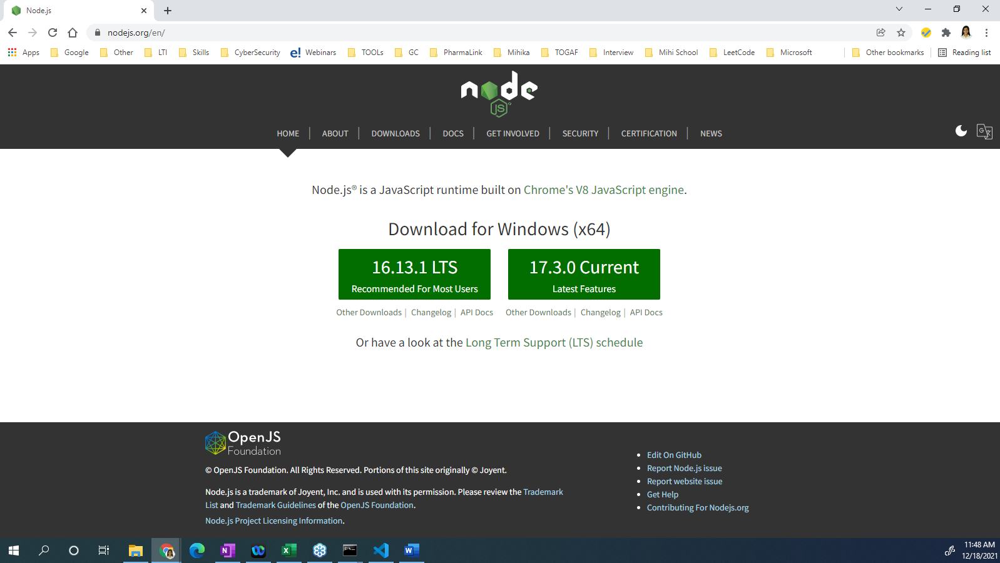 Node.js
nodejs.org/en/
Apps Google Other LTI Skills CyberSecurity e! Webinars TOOLs GC PharmaLink Mihika TOGAF Interview Mihi School LeetCode Microsoft Other bookmarks Reading list
node
JS
HOME ABOUT DOWNLOADS DOCS GET INVOLVED SECURITY CERTIFICATION NEWS
Node.js® is a JavaScript runtime built on Chrome's V8 JavaScript engine.
Download for Windows (x64)
16.13.1 LTS
Recommended For Most Users
17.3.0 Current
Latest Features
Other Downloads | Changelog | API Docs
Other Downloads | Changelog | API Docs
Or have a look at the Long Term Support (LTS) schedule
OpenJS
Foundation
© OpenJS Foundation. All Rights Reserved. Portions of this site originally © Joyent.
Node.js is a trademark of Joyent, Inc. and is used with its permission. Please review the Trademark
List and Trademark Guidelines of the OpenJS Foundation.
Node.js Project Licensing Information.
Edit On GitHub
Report Node.js issue
Report website issue
Get Help
Contributing For Nodejs.org
11:48 AM
12/18/2021